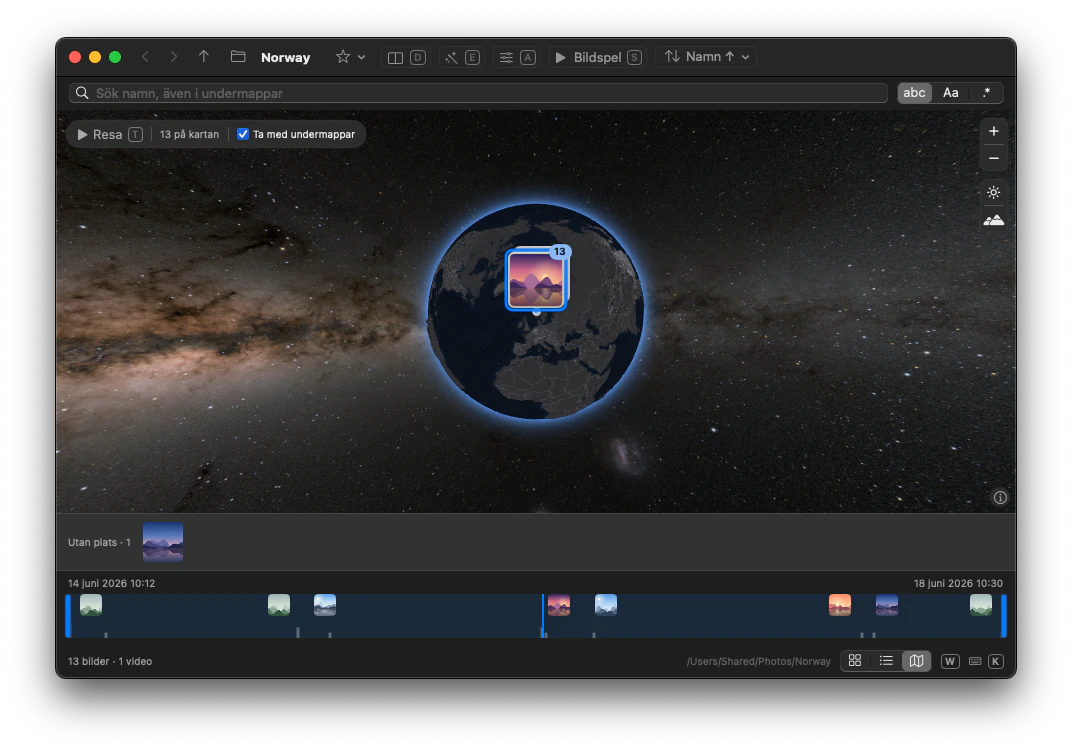 Norway
D
E
A
Bildspel S
Namn
Sök namn, även i undermappar
abc
Aa
.*
Resa T
13 på kartan
Ta med undermappar
13
Utan plats · 1
14 juni 2026 10:12
18 juni 2026 10:30
13 bilder · 1 video
/Users/Shared/Photos/Norway
W
K